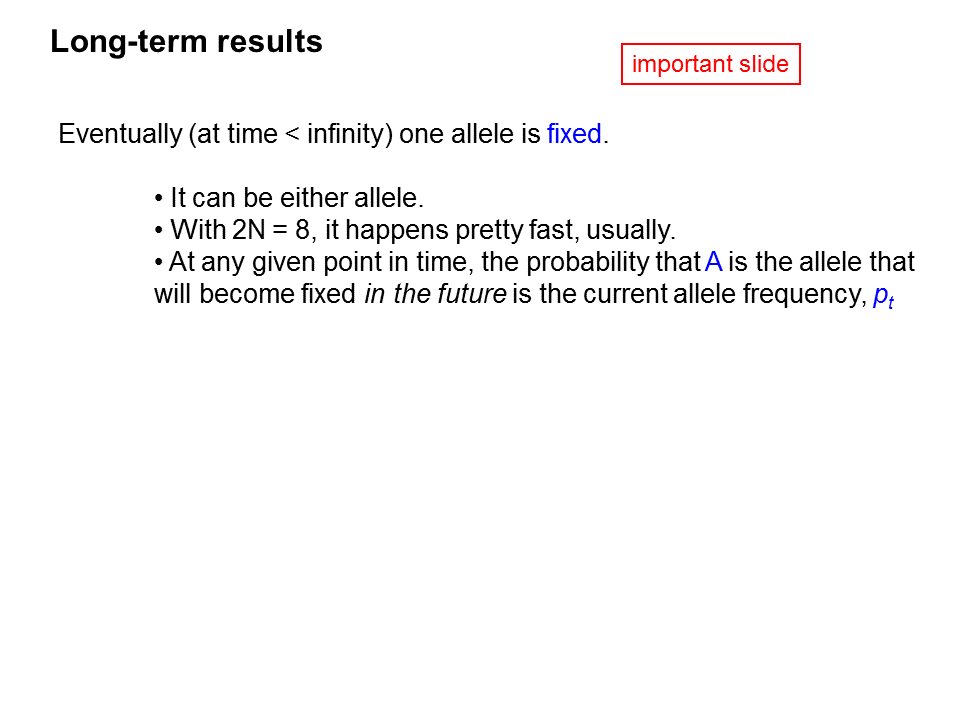 Long-term results
important slide
Eventually (at time < infinity) one allele is fixed.
• It can be either allele.
• With 2N = 8, it happens pretty fast, usually.
• At any given point in time, the probability that A is the allele that
will become fixed in the future is the current allele frequency, pt